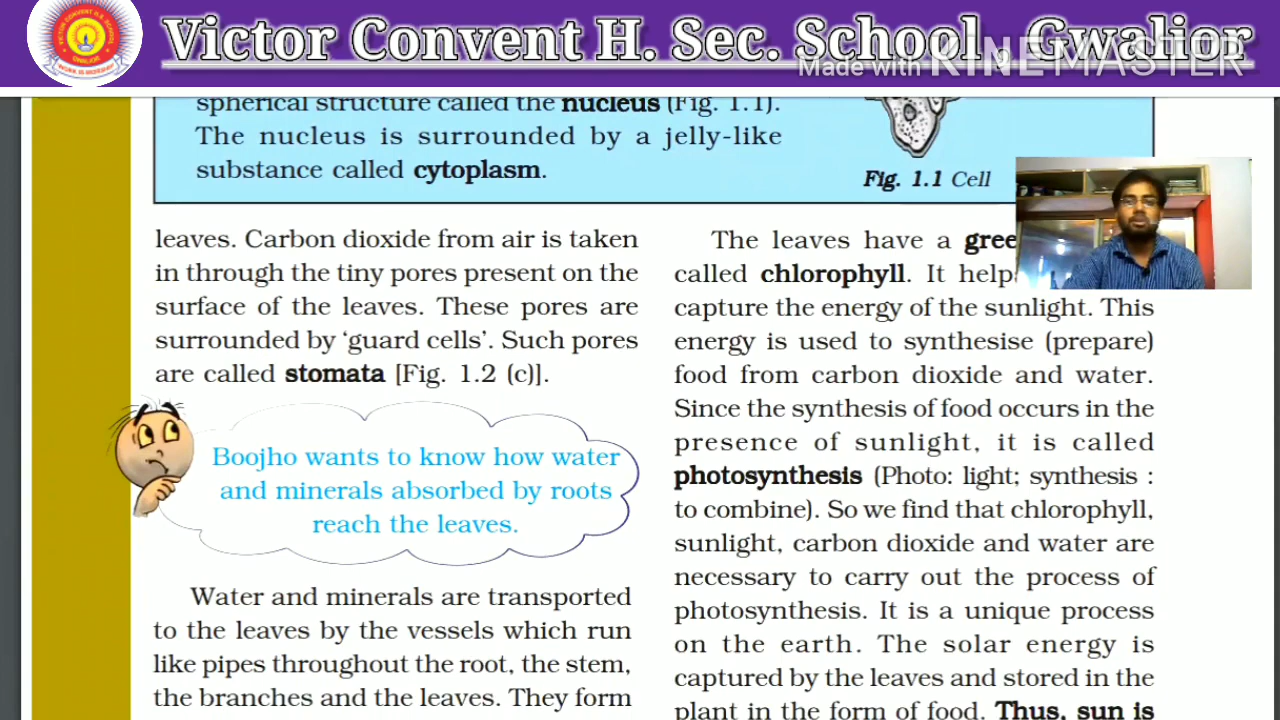 Victor Convent H. Sec. School, Gwalior
Made with KINEMASTER
spherical structure called the nucleus (Fig. 1.1).
The nucleus is surrounded by a jelly-like
substance called cytoplasm.
Fig. 1.1 Cell
leaves. Carbon dioxide from air is taken
in through the tiny pores present on the
surface of the leaves. These pores are
surrounded by ‘guard cells’. Such pores
are called stomata [Fig. 1.2 (c)].
Boojho wants to know how water
and minerals absorbed by roots
reach the leaves.
Water and minerals are transported
to the leaves by the vessels which run
like pipes throughout the root, the stem,
the branches and the leaves. They form
The leaves have a
called chlorophyll. It
capture the energy of the sunlight. This
energy is used to synthesise (prepare)
food from carbon dioxide and water.
Since the synthesis of food occurs in the
presence of sunlight, it is called
photosynthesis (Photo: light; synthesis :
to combine). So we find that chlorophyll,
sunlight, carbon dioxide and water are
necessary to carry out the process of
photosynthesis. It is a unique process
on the earth. The solar energy is
captured by the leaves and stored in the
plant in the form of food. Thus, sun is